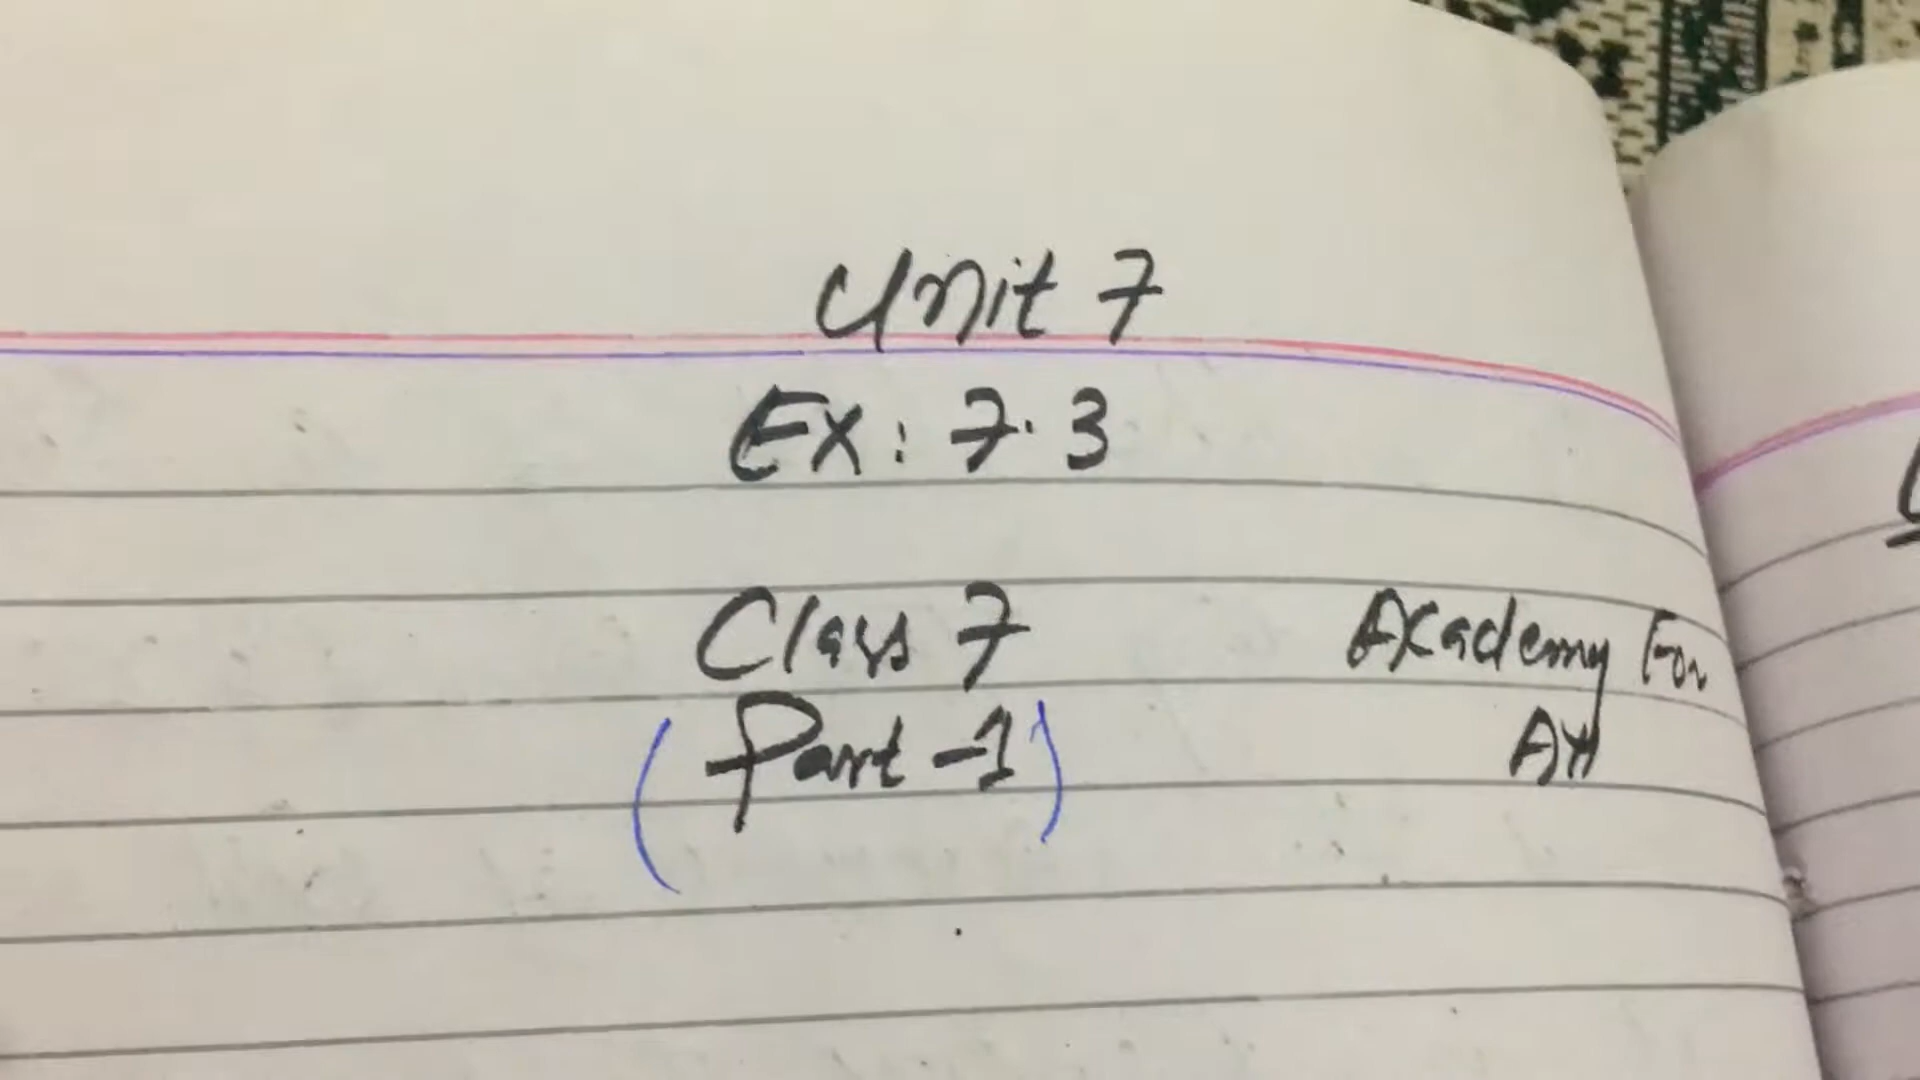 Unit 7
Ex: 7.3
Class 7
(Part-1)
Academy For
All